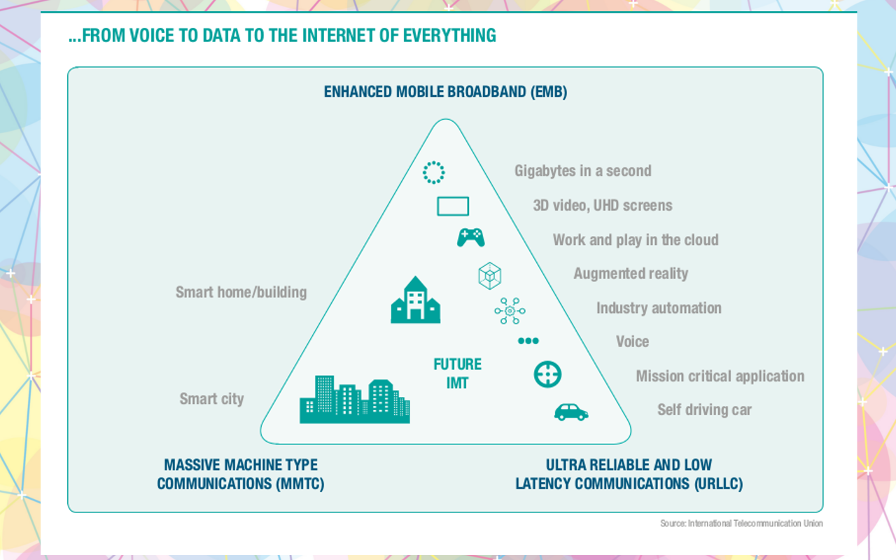 ...FROM VOICE TO DATA TO THE INTERNET OF EVERYTHING
ENHANCED MOBILE BROADBAND (EMB)
Gigabytes in a second
3D video, UHD screens
Work and play in the cloud
Augmented reality
Smart home/building
Industry automation
Voice
FUTURE
IMT
Mission critical application
Smart city
Self driving car
MASSIVE MACHINE TYPE
COMMUNICATIONS (MMTC)
ULTRA RELIABLE AND LOW
LATENCY COMMUNICATIONS (URLLC)
Source: International Telecommunication Union